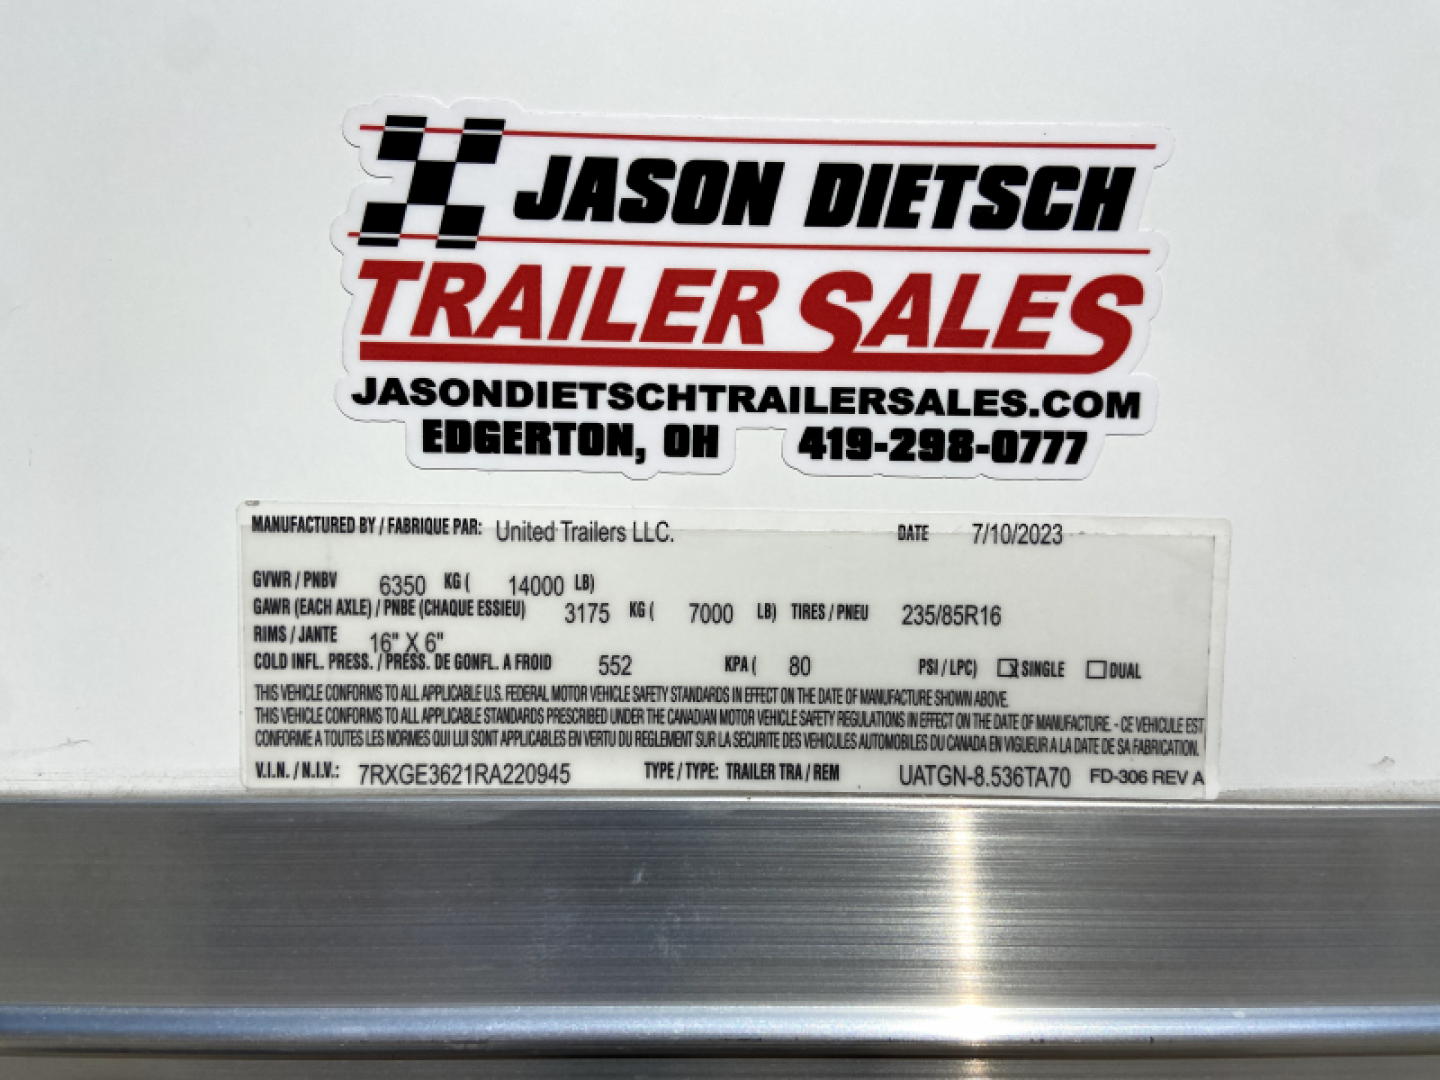 JASON DIETSCH
TRAILER SALES
JASONDIETSCHTRAILERSALES.COM
EDGERTON, OH 419-298-0777
MANUFACTURED BY / FABRIQUE PAR: United Trailers LLC. DATE 7/10/2023
GVWR / PNBV 6350 KG ( 14000 LB)
GAWR (EACH AXLE) / PNBE (CHAQUE ESSIEU) 3175 KG ( 7000 LB) TIRES / PNEU 235/85R16
RIMS / JANTE 16" X 6"
COLD INFL. PRESS. / PRESS. DE GONFL. A FROID 552 KPA ( 80 PSI / LPC) X SINGLE DUAL
THIS VEHICLE CONFORMS TO ALL APPLICABLE U.S. FEDERAL MOTOR VEHICLE SAFETY STANDARDS IN EFFECT ON THE DATE OF MANUFACTURE SHOWN ABOVE.
THIS VEHICLE CONFORMS TO ALL APPLICABLE STANDARDS PRESCRIBED UNDER THE CANADIAN MOTOR VEHICLE SAFETY REGULATIONS IN EFFECT ON THE DATE OF MANUFACTURE. - CE VEHICULE EST
CONFORME A TOUTES LES NORMES QUI LUI SONT APPLICABLES EN VERTU DU REGLEMENT SUR LA SECURITE DES VEHICULES AUTOMOBILES DU CANADA EN VIGUEUR A LA DATE DE SA FABRICATION.
V.I.N. / N.I.V.: 7RXGE3621RA220945 TYPE / TYPE: TRAILER TRA / REM UATGN-8.536TA70 FD-306 REV A